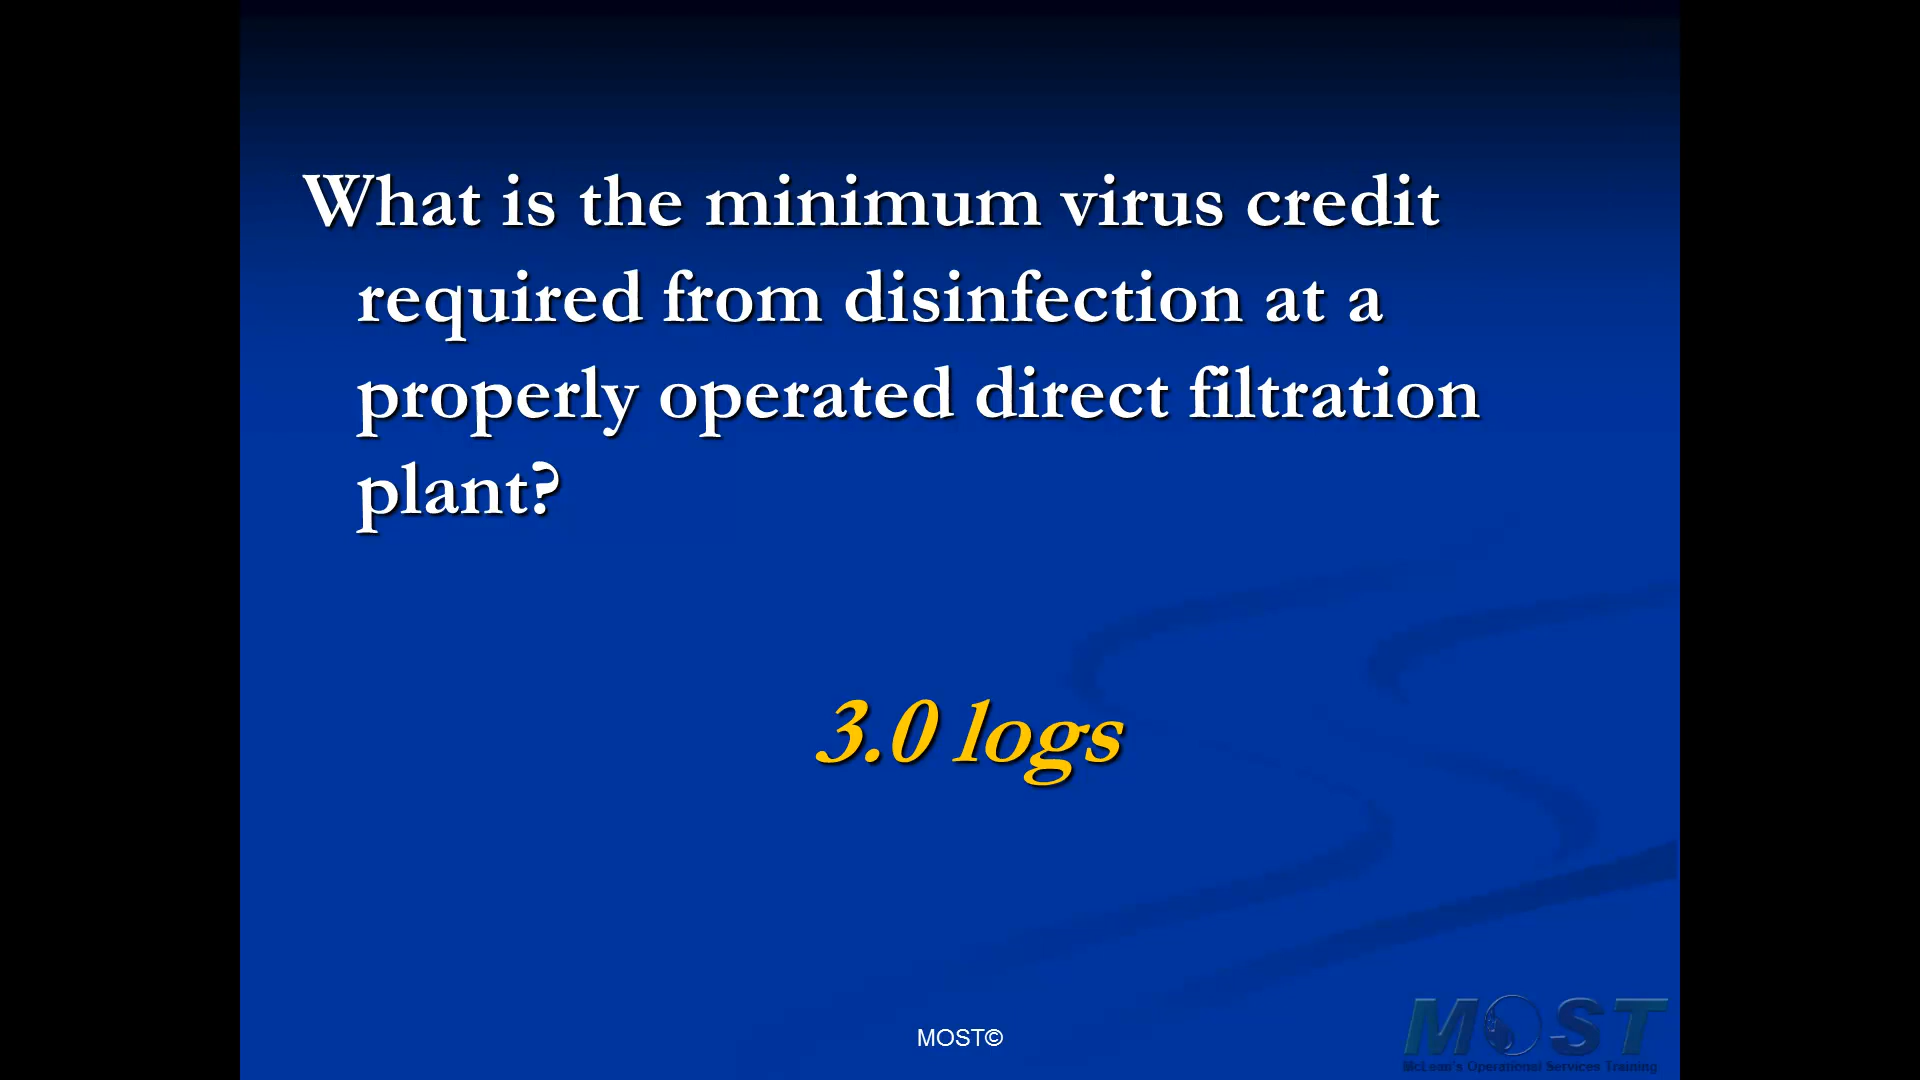 What is the minimum virus credit
required from disinfection at a
properly operated direct filtration
plant?
3.0 logs
MOST©
MOST
McLean's Operational Services Training